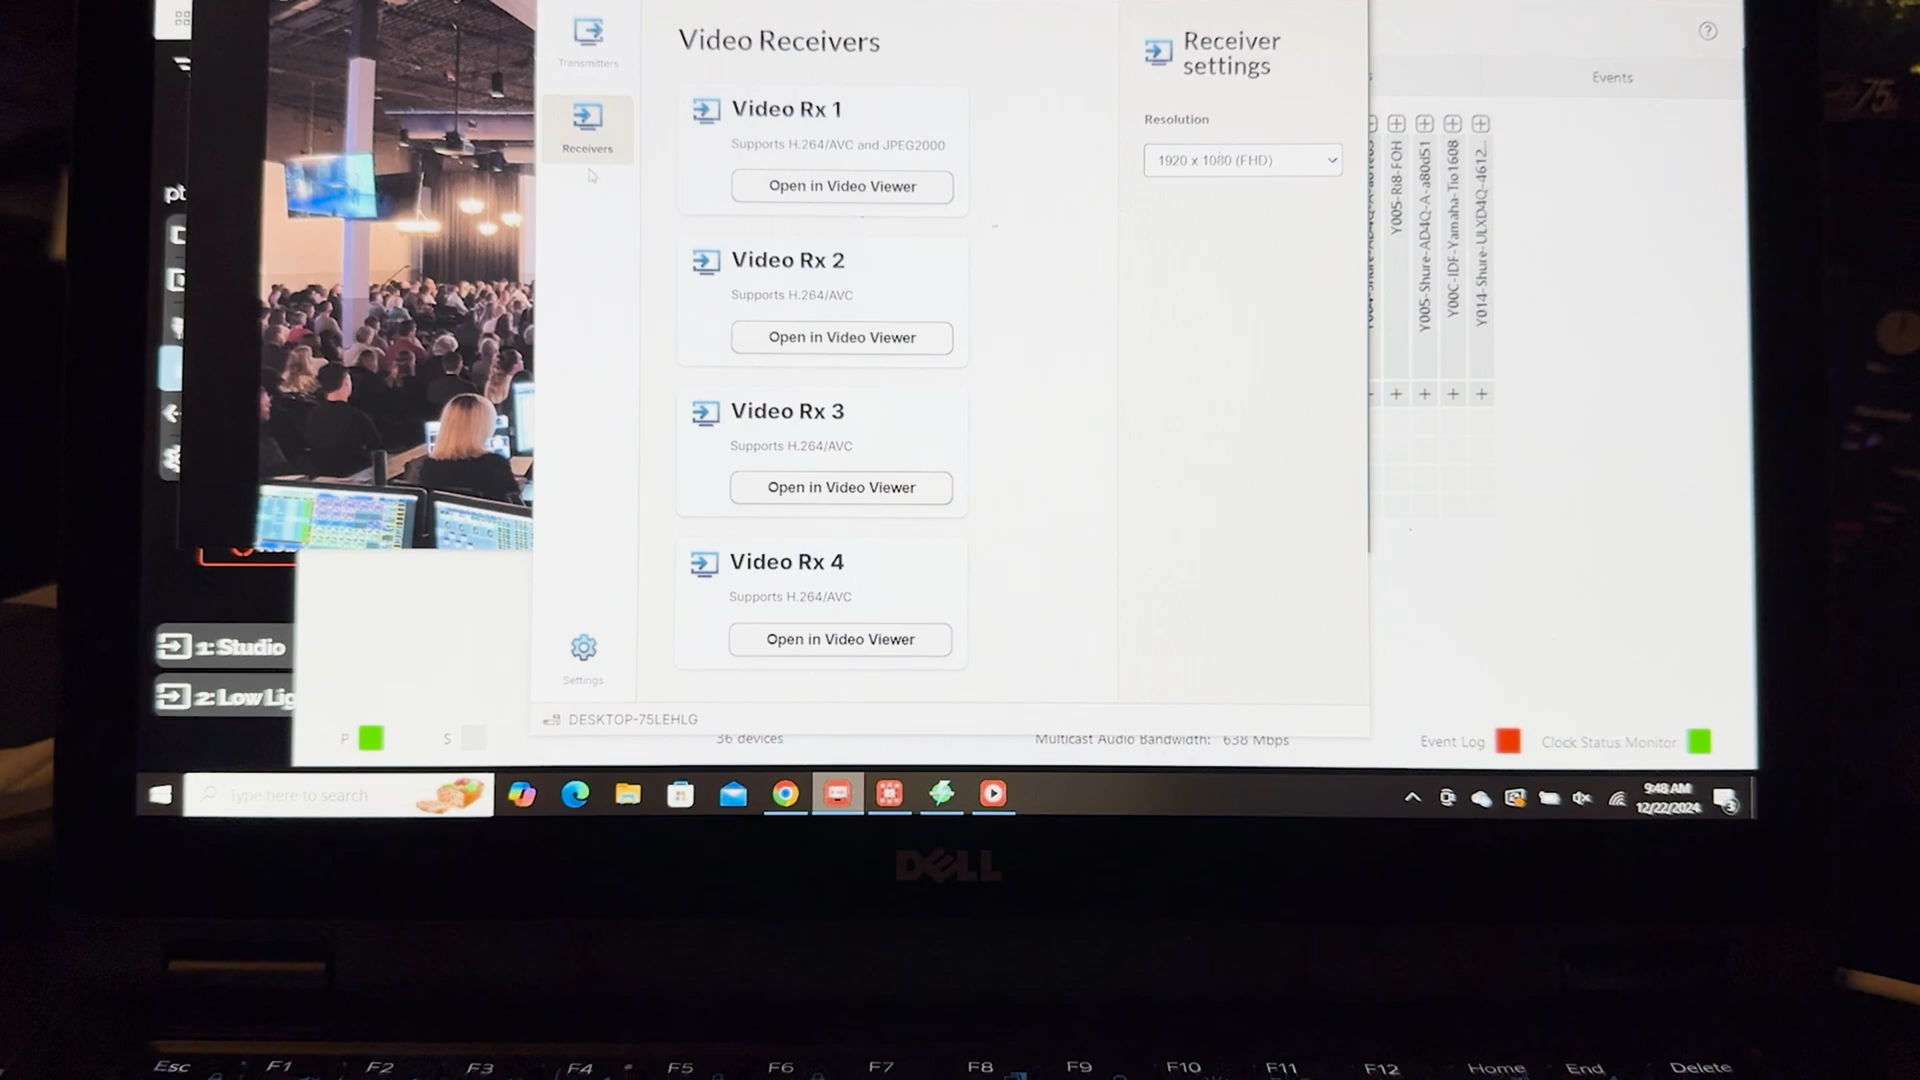 Transmitters
Receivers
Settings
Video Receivers
Video Rx 1
Supports H.264/AVC and JPEG2000
Open in Video Viewer
Video Rx 2
Supports H.264/AVC
Open in Video Viewer
Video Rx 3
Supports H.264/AVC
Open in Video Viewer
Video Rx 4
Supports H.264/AVC
Open in Video Viewer
Receiver
settings
Resolution
1920 x 1080 (FHD)
DESKTOP-75LEHLG
Events
Y005-Ri8-FOH
Y005-Shure-AD4Q-A-a80d51
Y00C-IDF-Yamaha-Tio1608
Y014-Shure-ULXD4Q-4612...
1: Studio
2: Low Lig
P
S
36 devices
Multicast Audio Bandwidth: 638 Mbps
Event Log
Clock Status Monitor
Type here to search
9:48 AM
12/22/2024
3
DELL
Esc F1 F2 F3 F4 F5 F6 F7 F8 F9 F10 F11 F12 Home End Delete